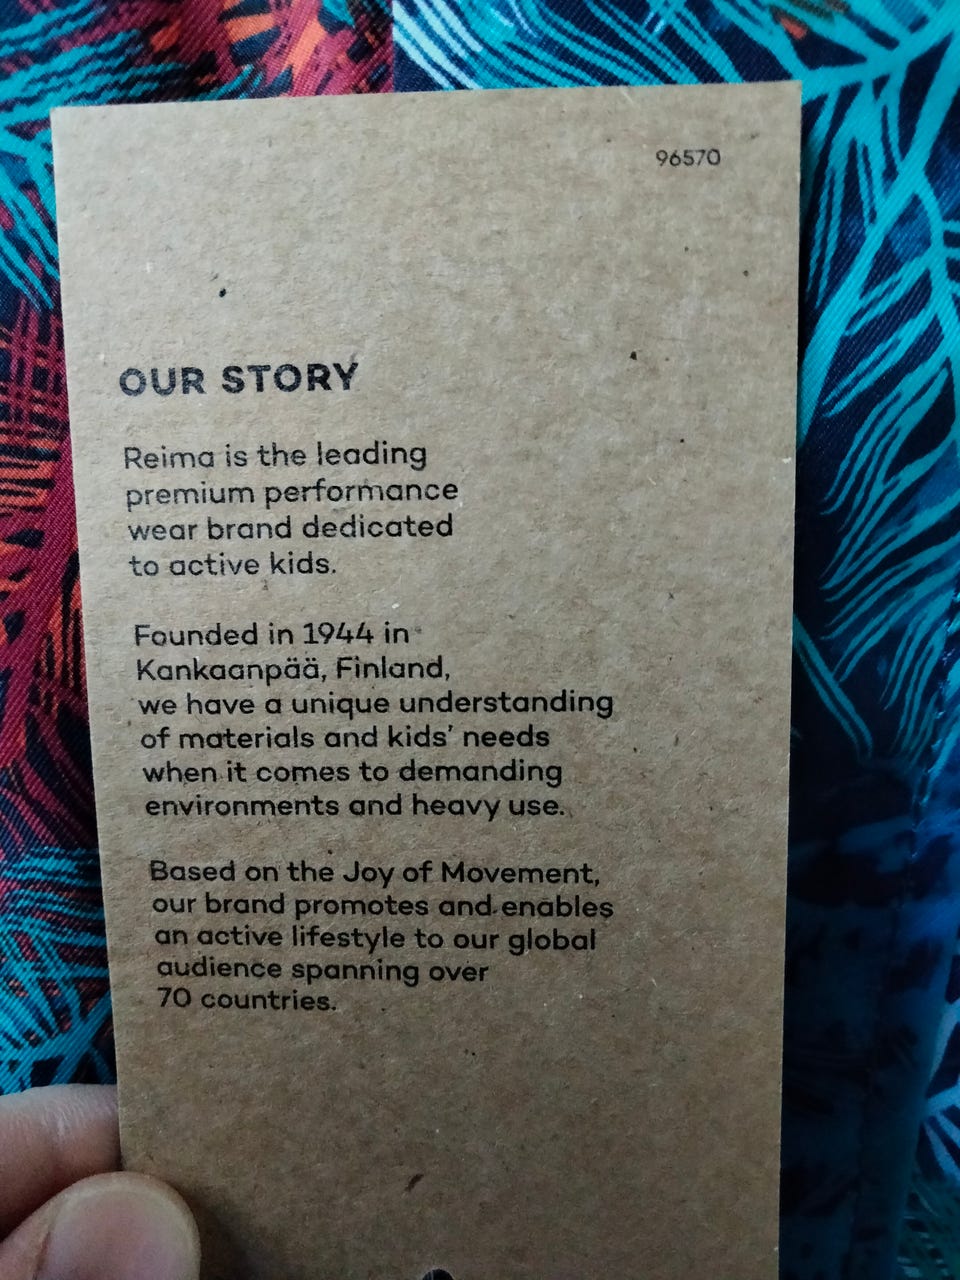 96570
OUR STORY
Reima is the leading
premium performance
wear brand dedicated
to active kids.
Founded in 1944 in
Kankaanpää, Finland,
we have a unique understanding
of materials and kids' needs
when it comes to demanding
environments and heavy use.
Based on the Joy of Movement,
our brand promotes and enables
an active lifestyle to our global
audience spanning over
70 countries.